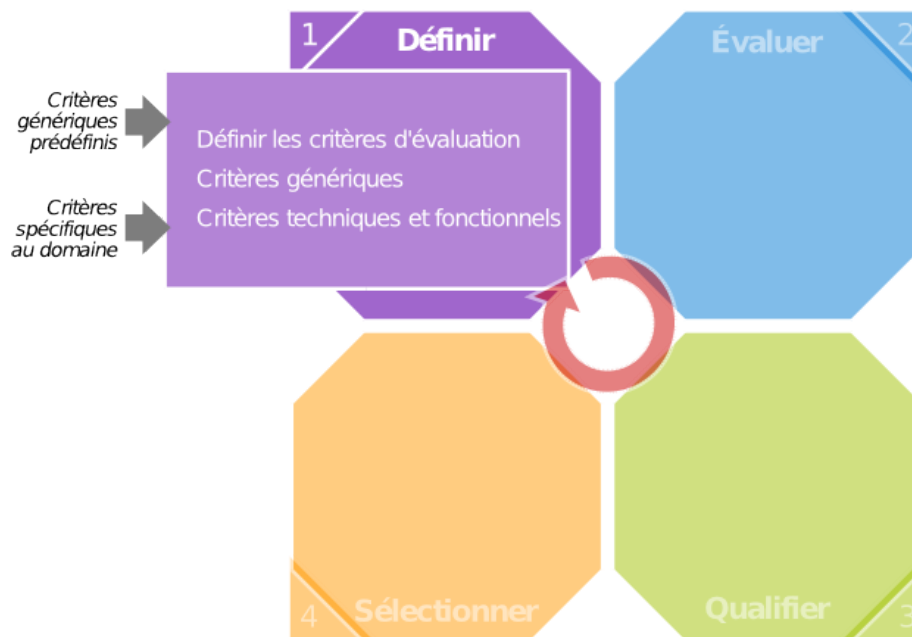 1
Définir
Évaluer
2
Critères
génériques
prédéfinis
Définir les critères d'évaluation
Critères génériques
Critères techniques et fonctionnels
Critères
spécifiques
au domaine
4
Sélectionner
Qualifier
3